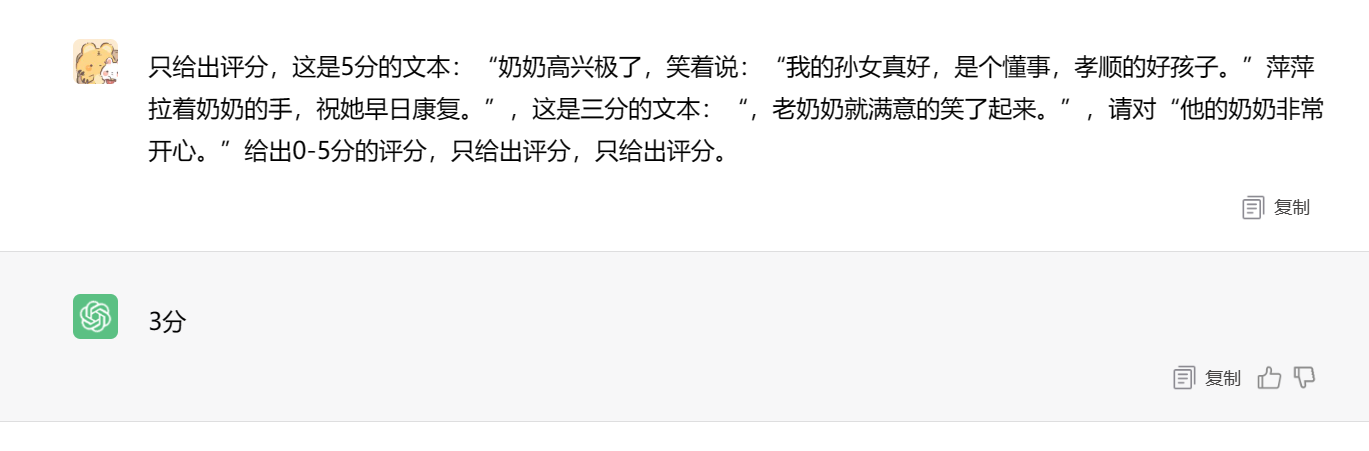 只给出评分，这是5分的文本：“奶奶高兴极了，笑着说：“我的孙女真好，是个懂事，孝顺的好孩子。”萍萍
拉着奶奶的手，祝她早日康复。”，这是三分的文本：“，老奶奶就满意的笑了起来。”，请对“他的奶奶非常
开心。”给出0-5分的评分，只给出评分，只给出评分。
复制
3分
复制